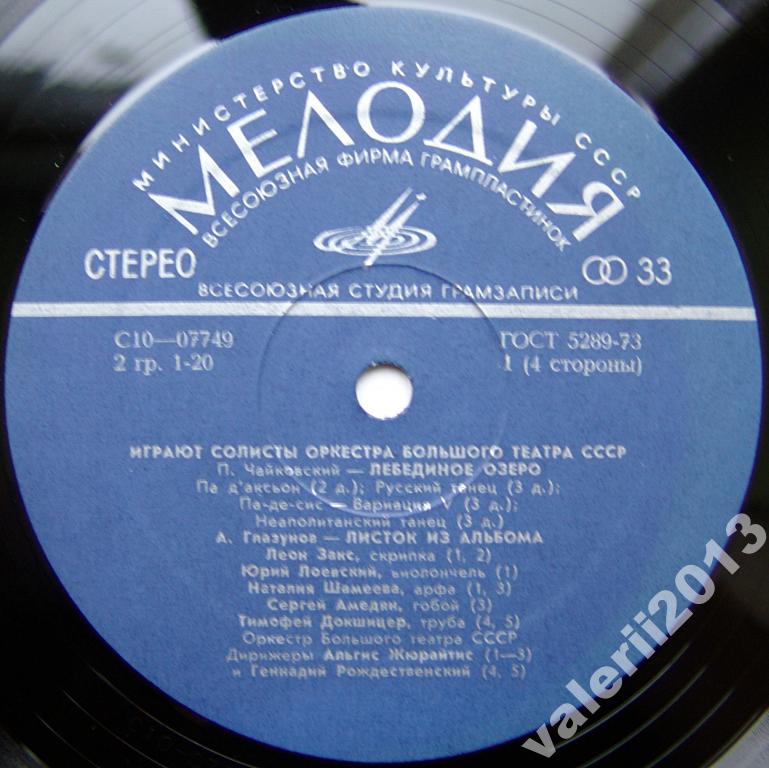 МИНИСТЕРСТВО КУЛЬТУРЫ СССР
МЕЛОДИЯ
ВСЕСОЮЗНАЯ ФИРМА ГРАМПЛАСТИНОК
СТЕРЕО
33
ВСЕСОЮЗНАЯ СТУДИЯ ГРАМЗАПИСИ
С10—07749
ГОСТ 5289-73
2 гр. 1-20
1 (4 стороны)
ИГРАЮТ СОЛИСТЫ ОРКЕСТРА БОЛЬШОГО ТЕАТРА СССР
П. Чайковский — ЛЕБЕДИНОЕ ОЗЕРО
Па д'аксьон (2 д.); Русский танец (3 д.);
Па-де-сис — Вариация V (3 д.);
Неаполитанский танец (3 д.)
А. Глазунов — ЛИСТОК ИЗ АЛЬБОМА
Леон Закс, скрипка (1, 2)
Юрий Лоевский, виолончель (1)
Наталия Шамеева, арфа (1, 3)
Сергей Амедян, гобой (3)
Тимофей Докшицер, труба (4, 5)
Оркестр Большого театра СССР
Дирижеры Альгис Жюрайтис (1—3)
и Геннадий Рождественский (4, 5)
valerii2013